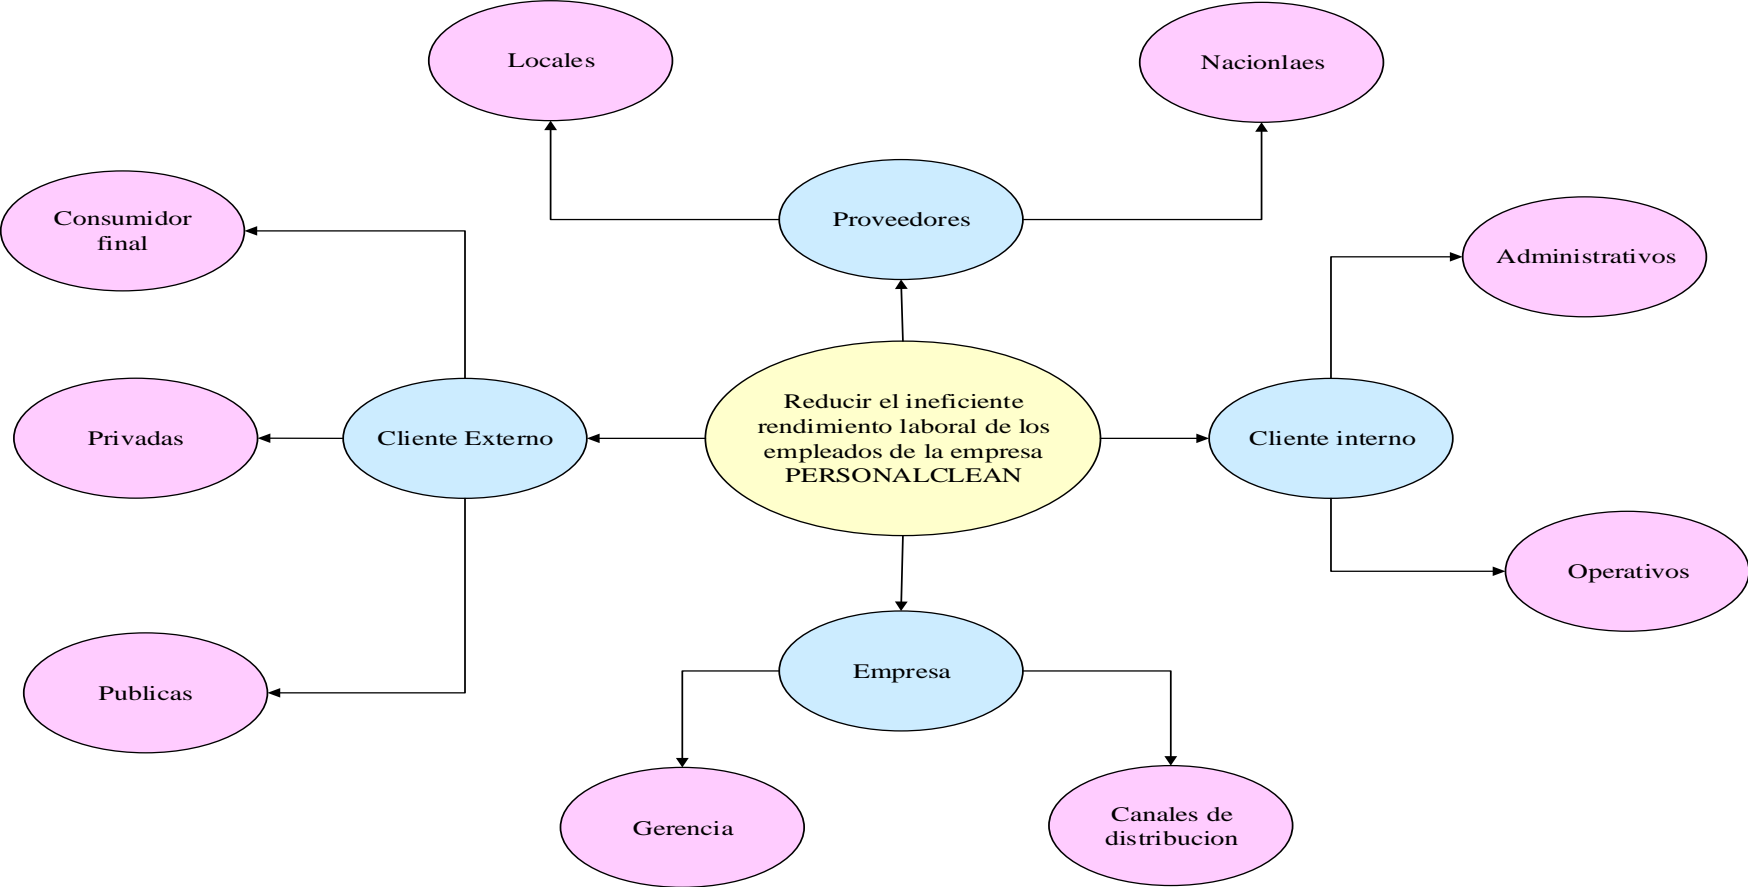 Locales
Nacionlaes
Consumidor
final
Proveedores
Administrativos
Privadas
Cliente Externo
Reducir el ineficiente
rendimiento laboral de los
empleados de la empresa
PERSONALCLEAN
Cliente interno
Operativos
Publicas
Empresa
Gerencia
Canales de
distribucion